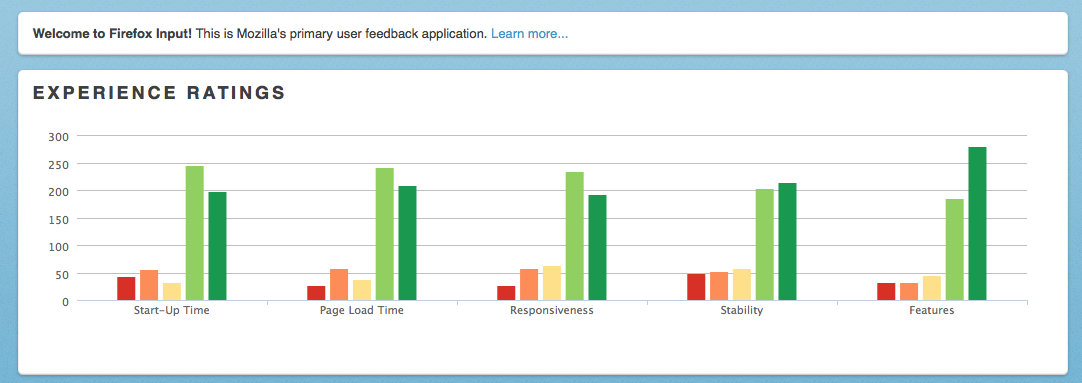 Welcome to Firefox Input! This is Mozilla's primary user feedback application. Learn more...
EXPERIENCE RATINGS
300
250
200
150
100
50
0
Start-Up Time Page Load Time Responsiveness Stability Features